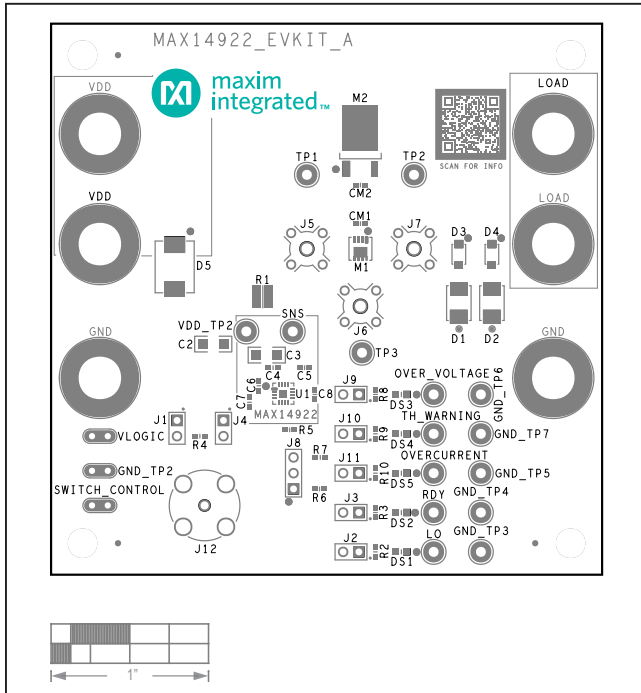 MAX14922_EVKIT_A
VDD
maxim
integrated™
M2
LOAD
SCAN FOR INFO
TP1
TP2
CM2
VDD
LOAD
CM1
J5
J7
D3
D4
M1
D5
R1
VDD_TP2
SNS
J6
D1
D2
GND
GND
C2
C3
TP3
C4
C5
J9
OVER_VOLTAGE
GND_TP6
C6
U1
C8
R8
DS3
C7
MAX14922
J10
TH_WARNING
J1
J4
R5
R9
DS4
GND_TP7
VLOGIC
R4
J8
J11
OVERCURRENT
R7
R10
DS5
GND_TP5
GND_TP2
SWITCH_CONTROL
R6
J3
RDY
GND_TP4
R3
DS2
J12
J2
LO
GND_TP3
R2
DS1
1"